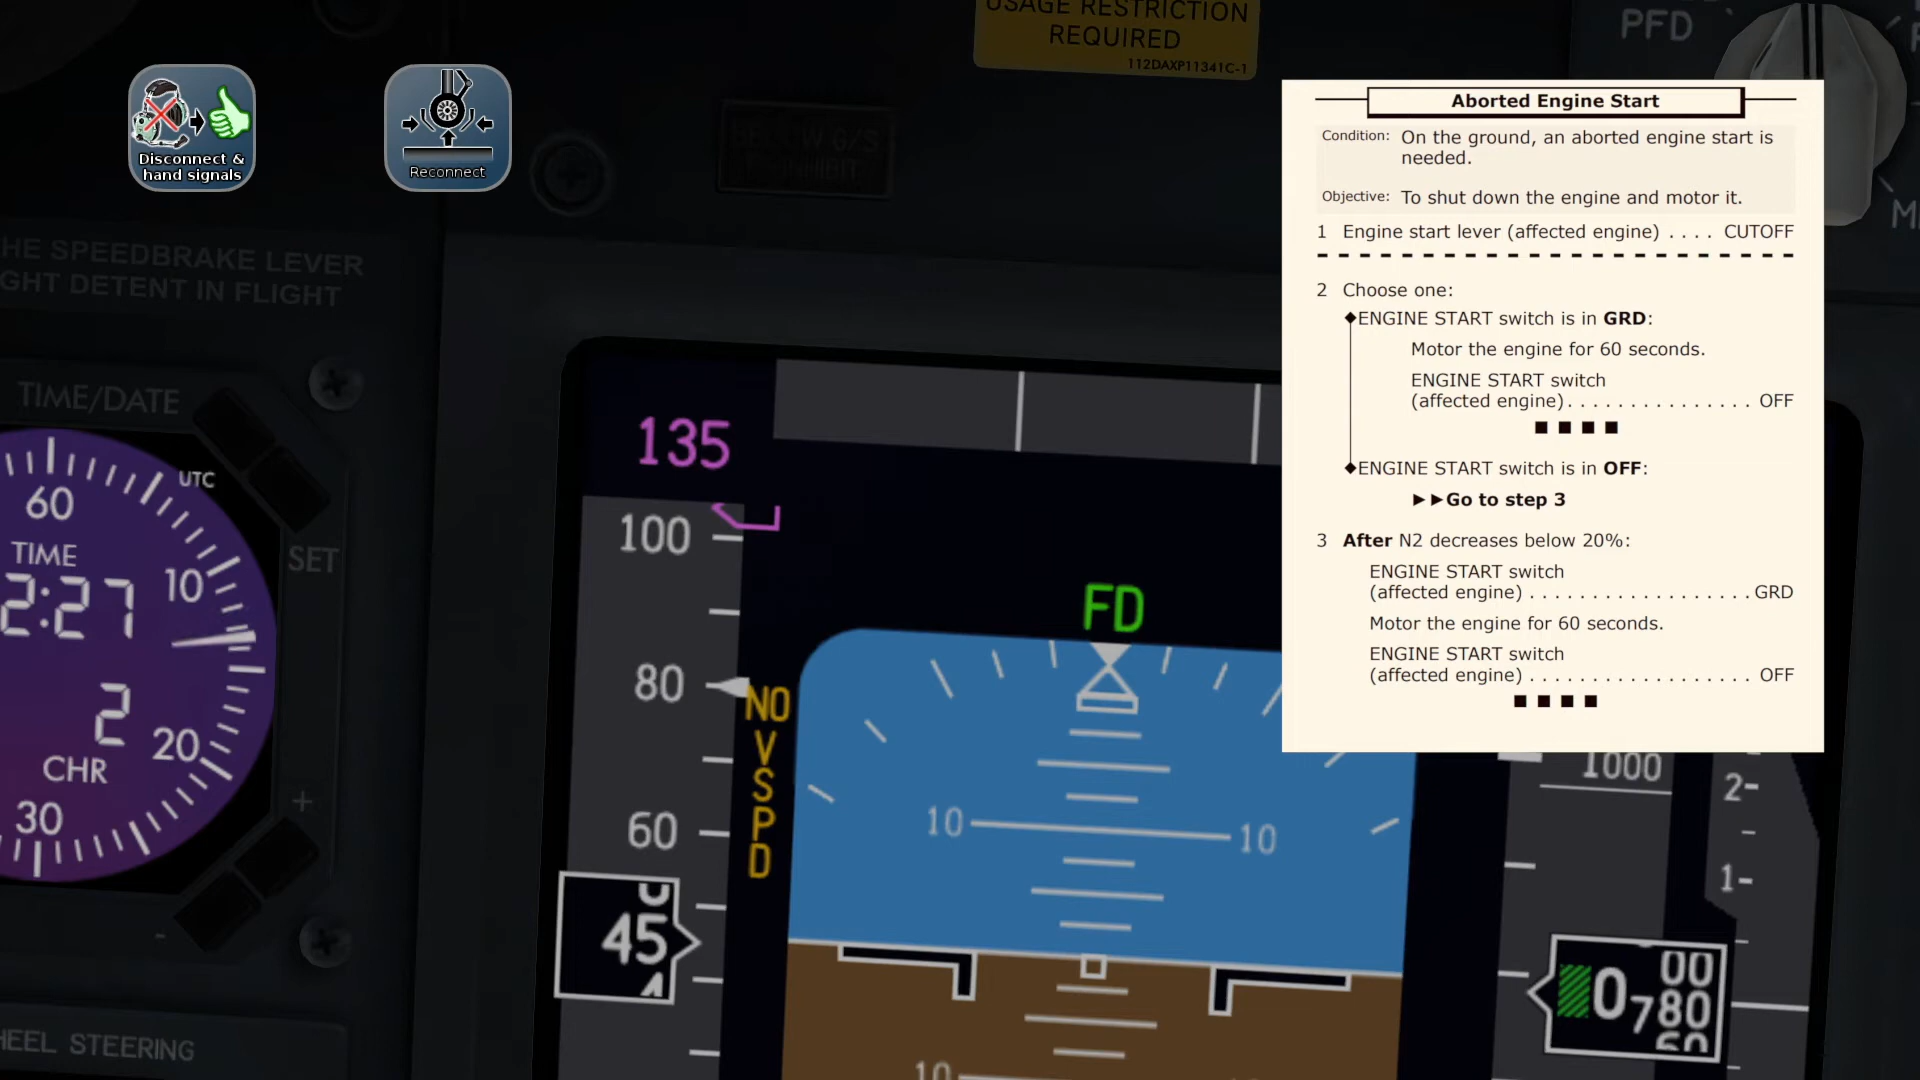 USAGE RESTRICTION
REQUIRED
112DAXP11341C-1
PFD
Disconnect &
hand signals
Reconnect
BELOW G/S
INHIBIT
HE SPEEDBRAKE LEVER
GHT DETENT IN FLIGHT
TIME/DATE
UTC
60
TIME
2:27
10
SET
2
20
CHR
30
+
-
HEEL STEERING
135
100
80
60
45
NO
V
S
P
D
FD
10
10
10
1000
2
1
0780
00
60
Aborted Engine Start
Condition: On the ground, an aborted engine start is
needed.
Objective: To shut down the engine and motor it.
1 Engine start lever (affected engine) . . . . CUTOFF
2 Choose one:
◆ENGINE START switch is in GRD:
Motor the engine for 60 seconds.
ENGINE START switch
(affected engine). . . . . . . . . . . . . . . OFF
■ ■ ■ ■
◆ENGINE START switch is in OFF:
►►Go to step 3
3 After N2 decreases below 20%:
ENGINE START switch
(affected engine) . . . . . . . . . . . . . . . . . . GRD
Motor the engine for 60 seconds.
ENGINE START switch
(affected engine) . . . . . . . . . . . . . . . . . . OFF
■ ■ ■ ■